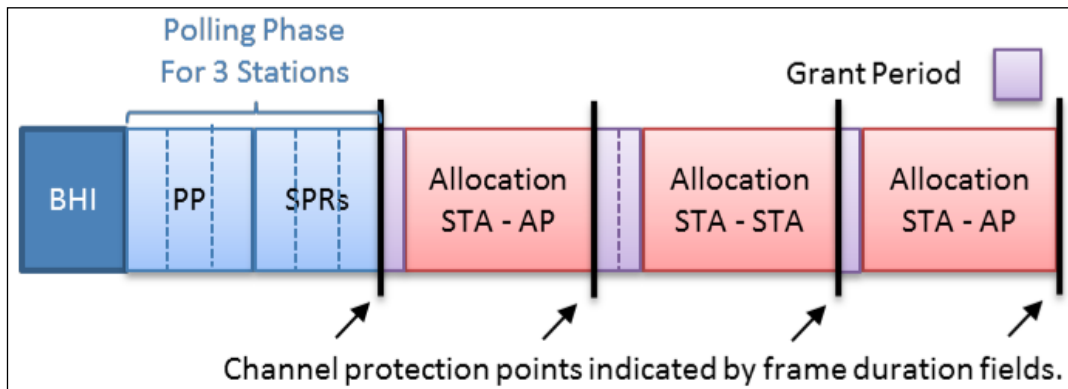 Polling Phase
For 3 Stations
Grant Period
BHI
PP
SPRs
Allocation
STA - AP
Allocation
STA - STA
Allocation
STA - AP
Channel protection points indicated by frame duration fields.